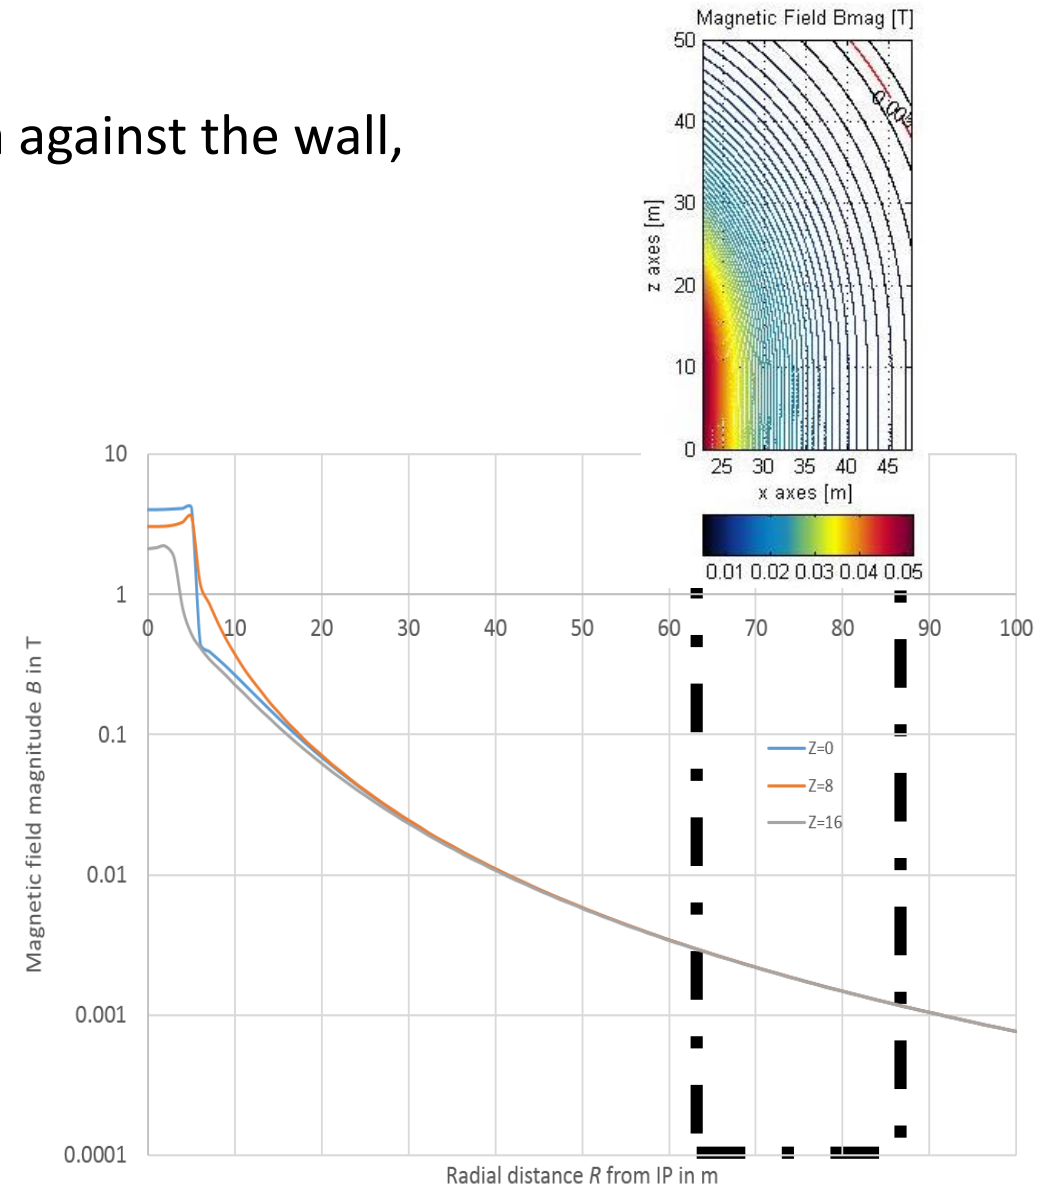 Magnetic Field Bmag [T]
against the wall,
50
40
30
20
10
0
z axes [m]
25 30 35 40 45
x axes [m]
0.01 0.02 0.03 0.04 0.05
10
1
0.1
0.01
0.001
0.0001
Magnetic field magnitude B in T
0 10 20 30 40 50 60 70 80 90 100
Z=0
Z=8
Z=16
Radial distance R from IP in m